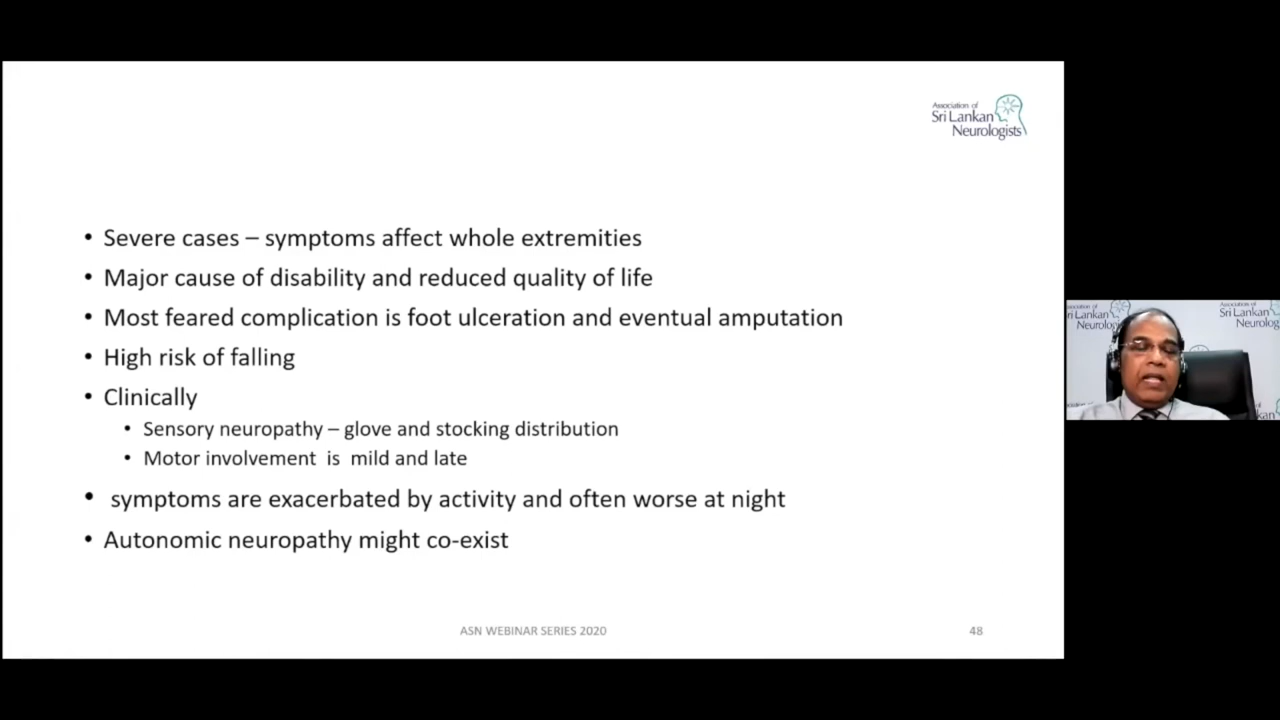 Association of
Sri Lankan
Neurologists
• Severe cases – symptoms affect whole extremities
• Major cause of disability and reduced quality of life
• Most feared complication is foot ulceration and eventual amputation
• High risk of falling
• Clinically
• Sensory neuropathy – glove and stocking distribution
• Motor involvement is mild and late
• symptoms are exacerbated by activity and often worse at night
• Autonomic neuropathy might co-exist
ASN WEBINAR SERIES 2020
48
Sri Lankan